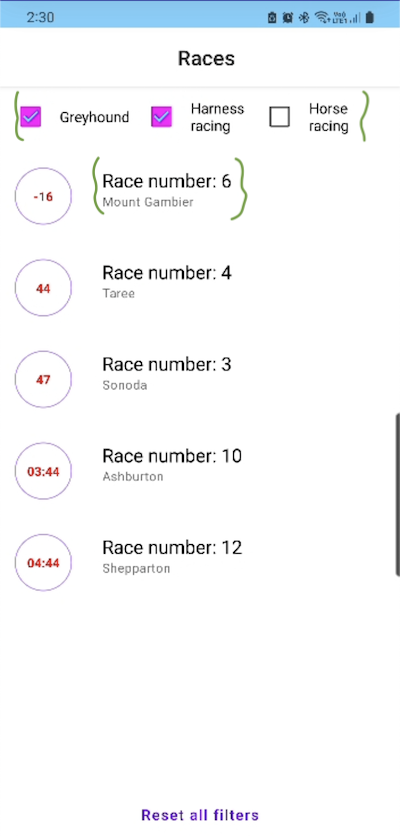 2:30
Races
Greyhound
Harness
racing
Horse
racing
-16
Race number: 6
Mount Gambier
44
Race number: 4
Taree
47
Race number: 3
Sonoda
03:44
Race number: 10
Ashburton
04:44
Race number: 12
Shepparton
Reset all filters